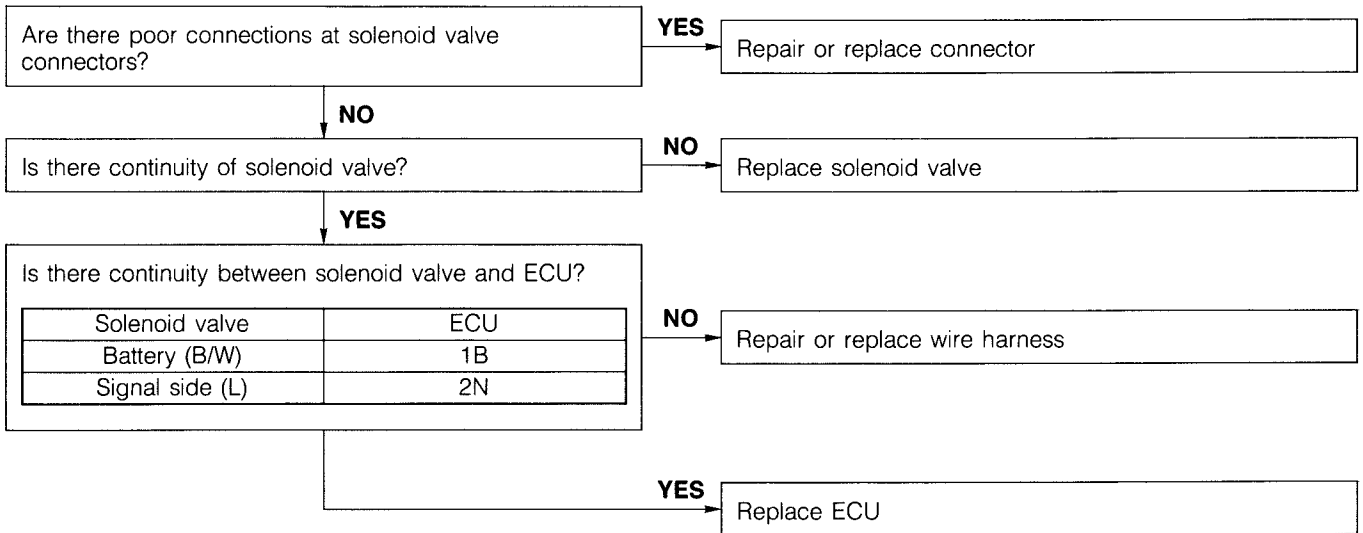 Are there poor connections at solenoid valve
connectors?
YES
Repair or replace connector
NO
Is there continuity of solenoid valve?
NO
Replace solenoid valve
YES
Is there continuity between solenoid valve and ECU?
Solenoid valve ECU
Battery (B/W) 1B
Signal side (L) 2N
NO
Repair or replace wire harness
YES
Replace ECU